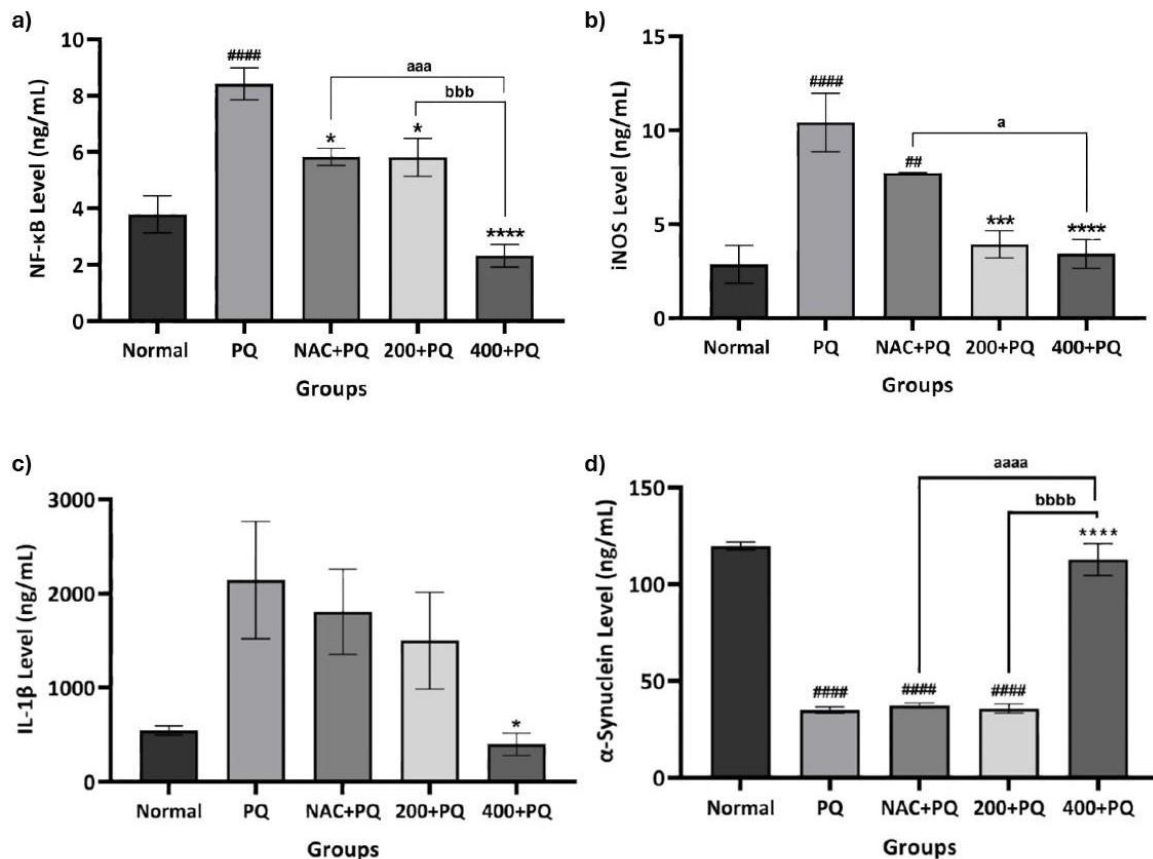 a)
NF-κB Level (ng/mL)
10
8
6
4
2
0
####
*
*
****
aaa
bbb
Normal PQ NAC+PQ 200+PQ 400+PQ
Groups
b)
iNOS Level (ng/mL)
15
10
5
0
####
##
***
****
a
Normal PQ NAC+PQ 200+PQ 400+PQ
Groups
c)
IL-1β Level (ng/mL)
3000
2000
1000
0
*
Normal PQ NAC+PQ 200+PQ 400+PQ
Groups
d)
α-Synuclein Level (ng/mL)
150
100
50
0
####
####
####
****
aaaa
bbbb
Normal PQ NAC+PQ 200+PQ 400+PQ
Groups